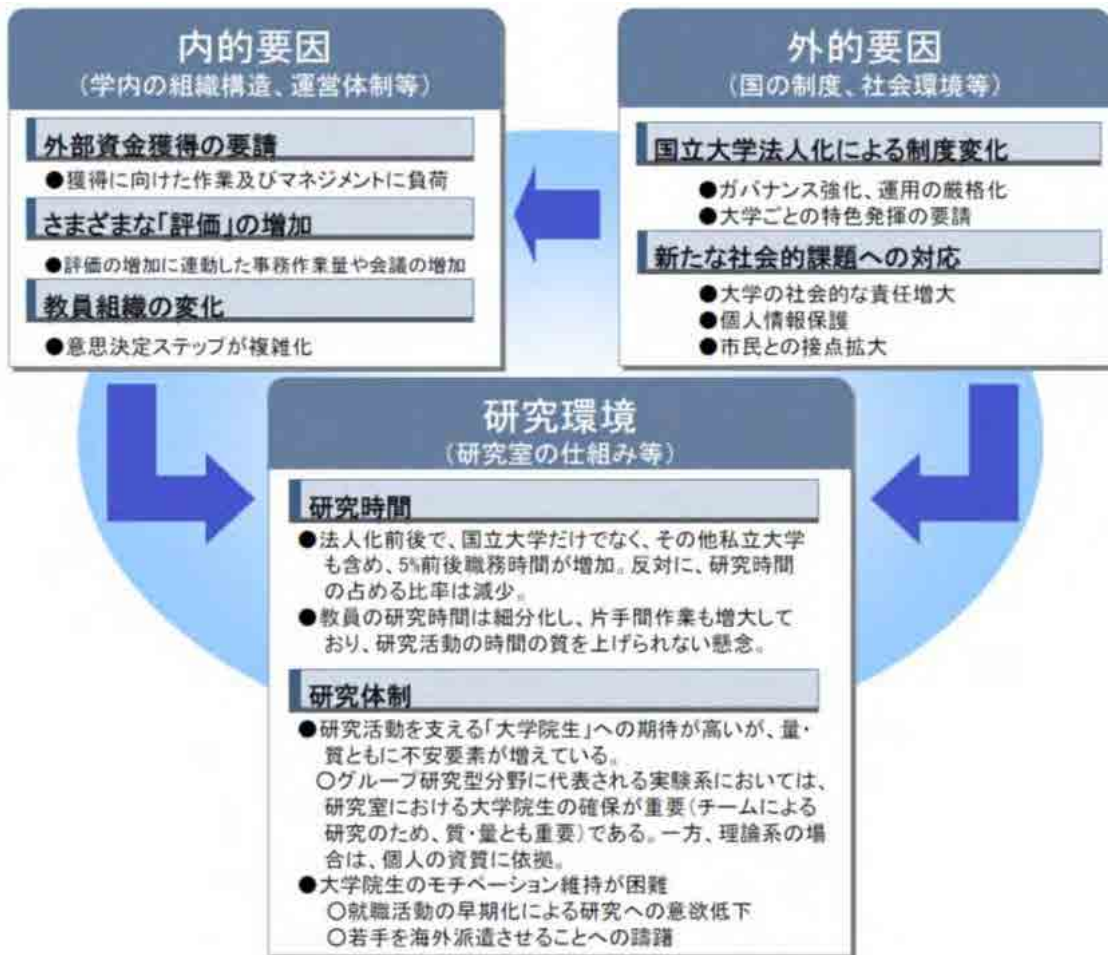 内的要因
(学内の組織構造、運営体制等)
外部資金獲得の要請
●獲得に向けた作業及びマネジメントに負荷
さまざまな「評価」の増加
●評価の増加に連動した事務作業量や会議の増加
教員組織の変化
●意思決定ステップが複雑化
外的要因
(国の制度、社会環境等)
国立大学法人化による制度変化
●ガバナンス強化、運用の厳格化
●大学ごとの特色発揮の要請
新たな社会的課題への対応
●大学の社会的な責任増大
●個人情報保護
●市民との接点拡大
研究環境
(研究室の仕組み等)
研究時間
●法人化前後で、国立大学だけでなく、その他私立大学
も含め、5%前後職務時間が増加。反対に、研究時間
の占める比率は減少。
●教員の研究時間は細分化し、片手間作業も増大して
おり、研究活動の時間の質を上げられない懸念。
研究体制
●研究活動を支える「大学院生」への期待が高いが、量・
質ともに不安要素が増えている。
○グループ研究型分野に代表される実験系においては、
研究室における大学院生の確保が重要(チームによる
研究のため、質・量とも重要)である。一方、理論系の場
合は、個人の資質に依拠。
●大学院生のモチベーション維持が困難
○就職活動の早期化による研究への意欲低下
○若手を海外派遣させることへの躊躇